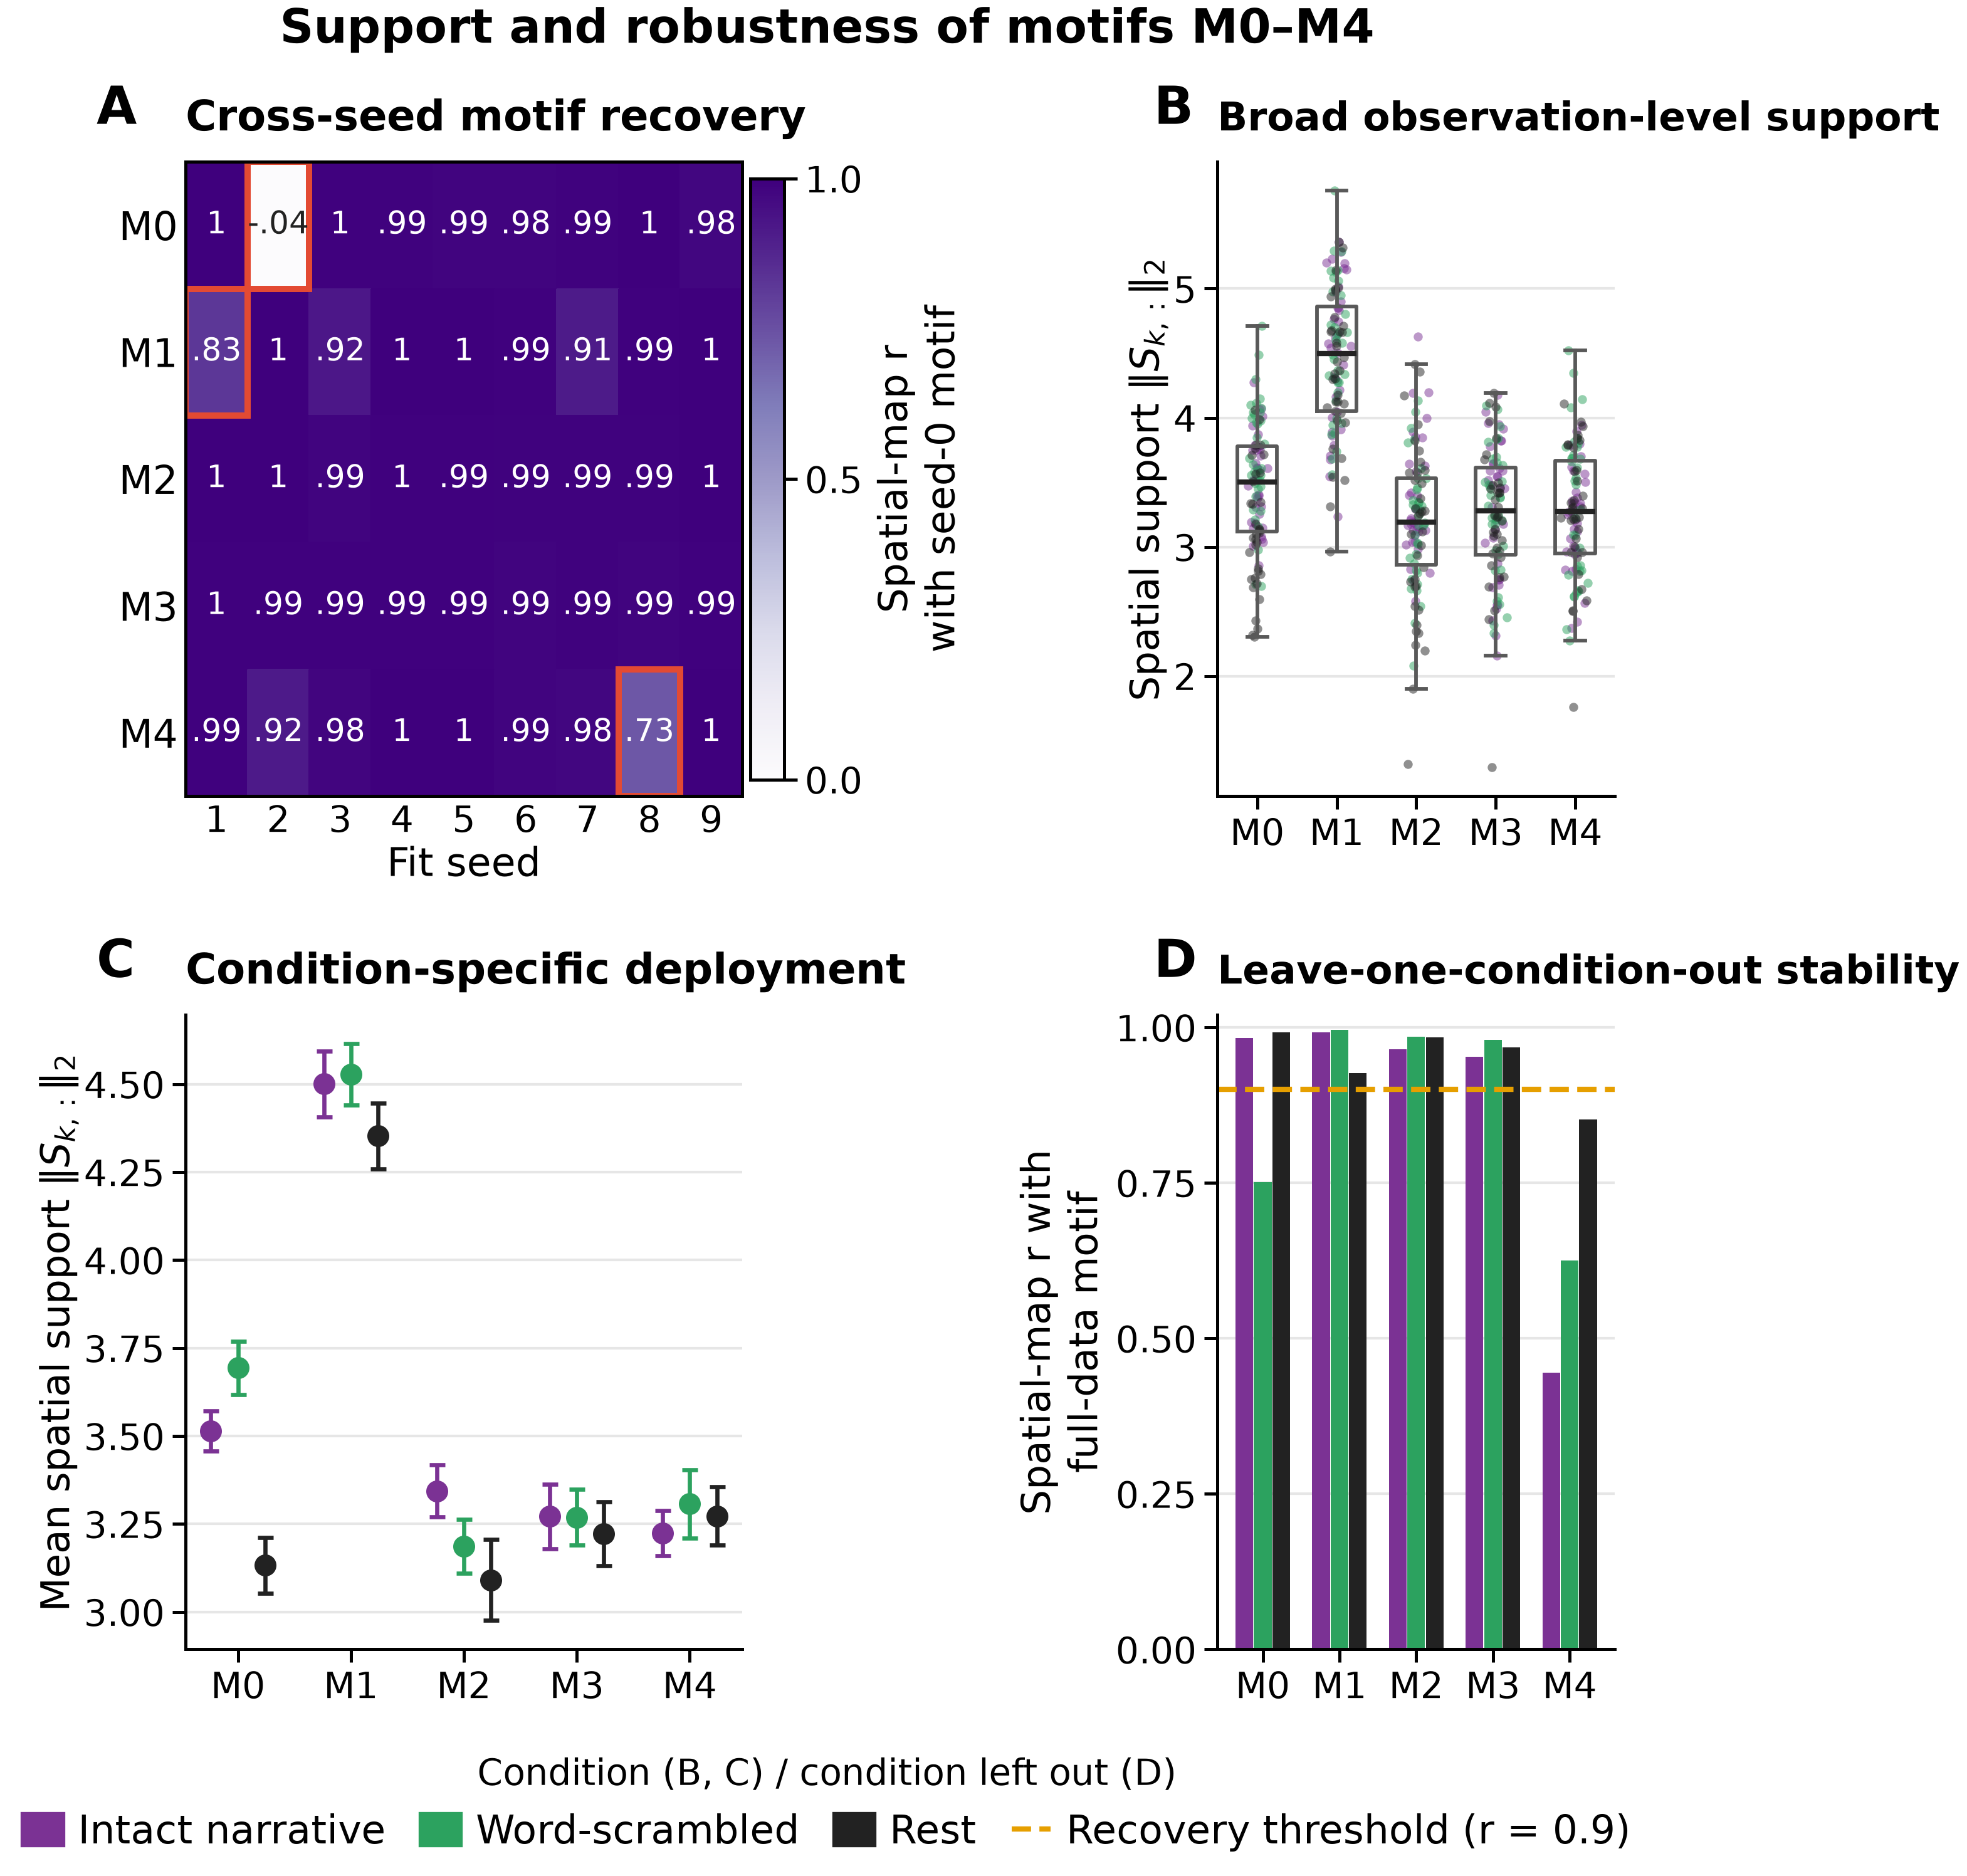 Support and robustness of motifs M0–M4
A
Cross-seed motif recovery
M0 1 -.04 1 .99 .99 .98 .99 1 .98
M1 .83 1 .92 1 1 .99 .91 .99 1
M2 1 1 .99 1 .99 .99 .99 .99 1
M3 1 .99 .99 .99 .99 .99 .99 .99 .99
M4 .99 .92 .98 1 1 .99 .98 .73 1
1 2 3 4 5 6 7 8 9
Fit seed
1.0
0.5
0.0
Spatial-map r
with seed-0 motif
B
Broad observation-level support
Spatial support ‖S_{k,:}‖₂
5
4
3
2
M0 M1 M2 M3 M4
C
Condition-specific deployment
Mean spatial support ‖S_{k,:}‖₂
4.50
4.25
4.00
3.75
3.50
3.25
3.00
M0 M1 M2 M3 M4
D
Leave-one-condition-out stability
Spatial-map r with
full-data motif
1.00
0.75
0.50
0.25
0.00
M0 M1 M2 M3 M4
Condition (B, C) / condition left out (D)
Intact narrative Word-scrambled Rest Recovery threshold (r = 0.9)